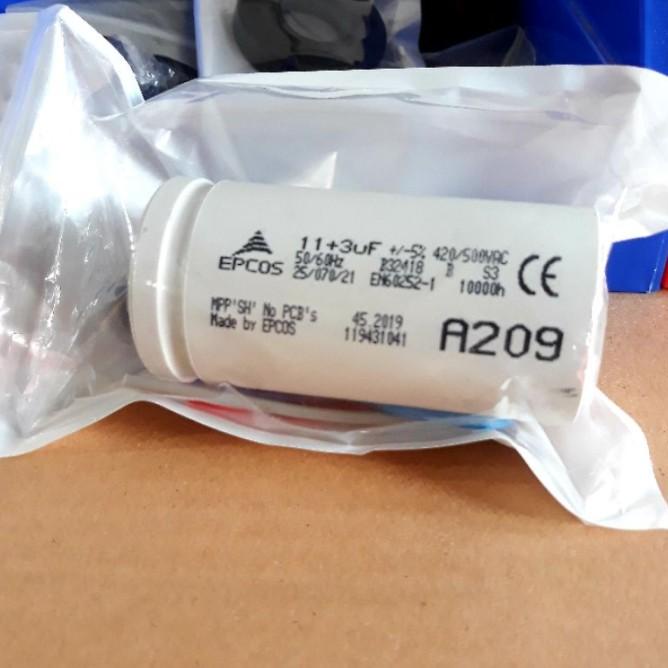 EPCOS
11+3uF +/-5% 420/500VAC
50/60Hz B32418 B S3
25/070/21 EN60252-1 10000h
CE
MPP'SH' No PCB's 45.2019
Made by EPCOS 119431041
A209